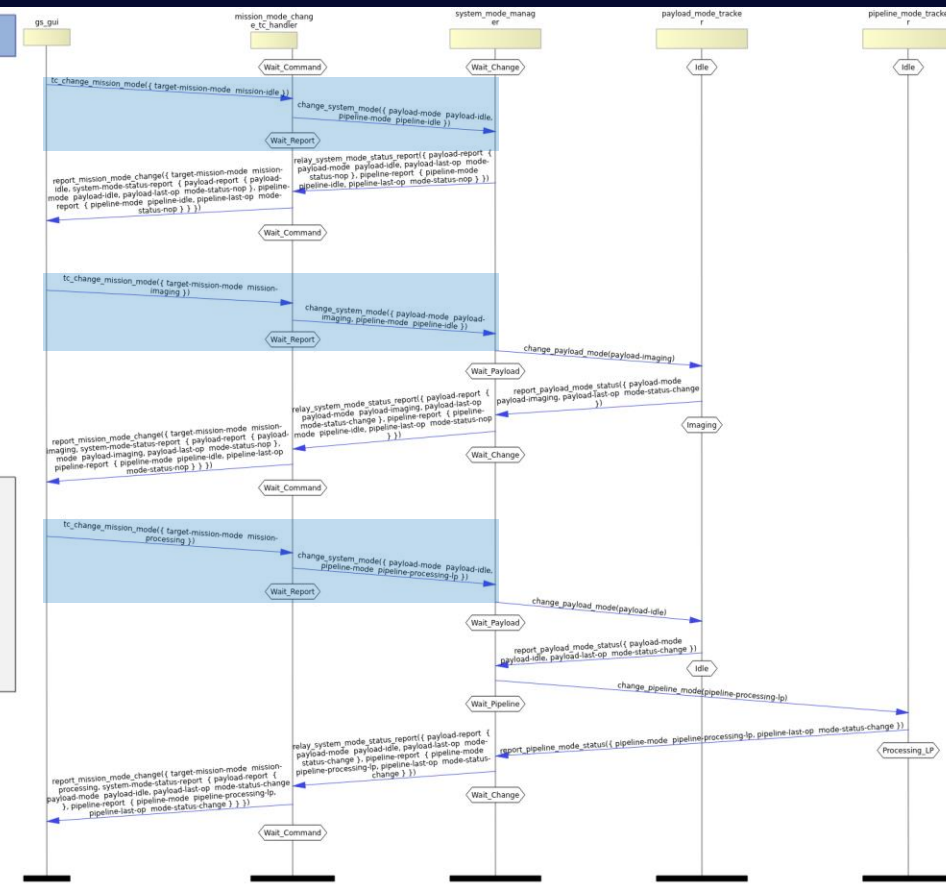 gs_gui
mission_mode_chang
e_tc_handler
system_mode_manag
er
payload_mode_tracke
r
pipeline_mode_tracke
r
Wait_Command
Wait_Change
Idle
Idle
tc_change_mission_mode({ target-mission-mode  mission-idle })
change_system_mode({ payload-mode  payload-idle,
pipeline-mode  pipeline-idle })
Wait_Report
relay_system_mode_status_report({ payload-report  {
payload-mode  payload-idle, payload-last-op  mode-
status-nop }, pipeline-report  { pipeline-mode
pipeline-idle, pipeline-last-op  mode-status-nop } })
report_mission_mode_change({ target-mission-mode  mission-
idle, system-mode-status-report  { payload-report  { payload-
mode  payload-idle, payload-last-op  mode-status-nop }, pipeline-
report  { pipeline-mode  pipeline-idle, pipeline-last-op  mode-
status-nop } } })
Wait_Command
tc_change_mission_mode({ target-mission-mode  mission-
imaging })
change_system_mode({ payload-mode  payload-
imaging, pipeline-mode  pipeline-idle })
Wait_Report
change_payload_mode(payload-imaging)
Wait_Payload
report_payload_mode_status({ payload-mode
payload-imaging, payload-last-op  mode-status-change
})
Imaging
relay_system_mode_status_report({ payload-report  {
payload-mode  payload-imaging, payload-last-op
mode-status-change }, pipeline-report  { pipeline-
mode  pipeline-idle, pipeline-last-op  mode-status-nop
} })
Wait_Change
report_mission_mode_change({ target-mission-mode  mission-
imaging, system-mode-status-report  { payload-report  { payload-
mode  payload-imaging, payload-last-op  mode-status-nop },
pipeline-report  { pipeline-mode  pipeline-idle, pipeline-last-op
mode-status-nop } } })
Wait_Command
tc_change_mission_mode({ target-mission-mode  mission-
processing })
change_system_mode({ payload-mode  payload-idle,
pipeline-mode  pipeline-processing-lp })
Wait_Report
change_payload_mode(payload-idle)
Wait_Payload
report_payload_mode_status({ payload-mode
payload-idle, payload-last-op  mode-status-change })
Idle
change_pipeline_mode(pipeline-processing-lp)
Wait_Pipeline
report_pipeline_mode_status({ pipeline-mode  pipeline-processing-lp, pipeline-last-op  mode-status-change })
Processing_LP
relay_system_mode_status_report({ payload-report  {
payload-mode  payload-idle, payload-last-op  mode-
status-change }, pipeline-report  { pipeline-mode
pipeline-processing-lp, pipeline-last-op  mode-status-
change } })
Wait_Change
report_mission_mode_change({ target-mission-mode  mission-
processing, system-mode-status-report  { payload-report  {
payload-mode  payload-idle, payload-last-op  mode-status-change
}, pipeline-report  { pipeline-mode  pipeline-processing-lp,
pipeline-last-op  mode-status-change } } })
Wait_Command